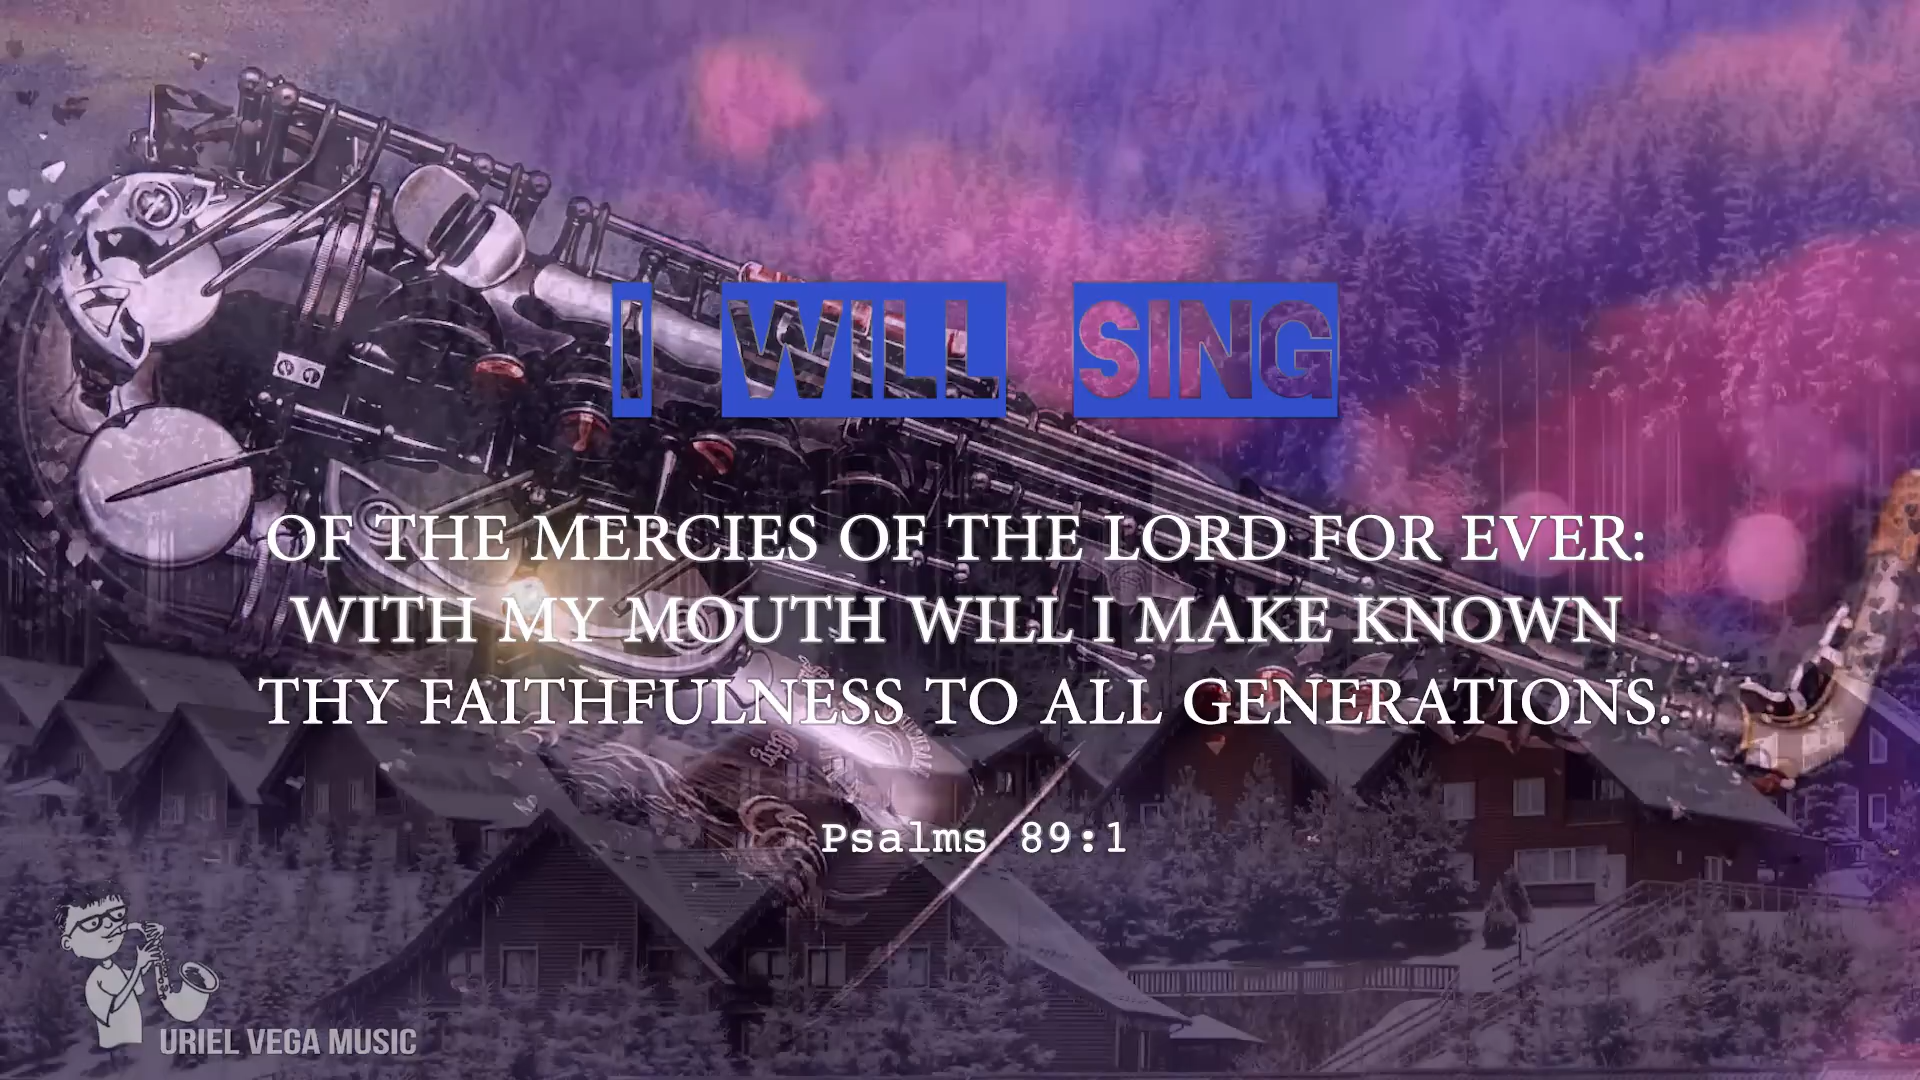 I WILL SING
OF THE MERCIES OF THE LORD FOR EVER:
WITH MY MOUTH WILL I MAKE KNOWN
THY FAITHFULNESS TO ALL GENERATIONS.
Psalms 89:1
URIEL VEGA MUSIC